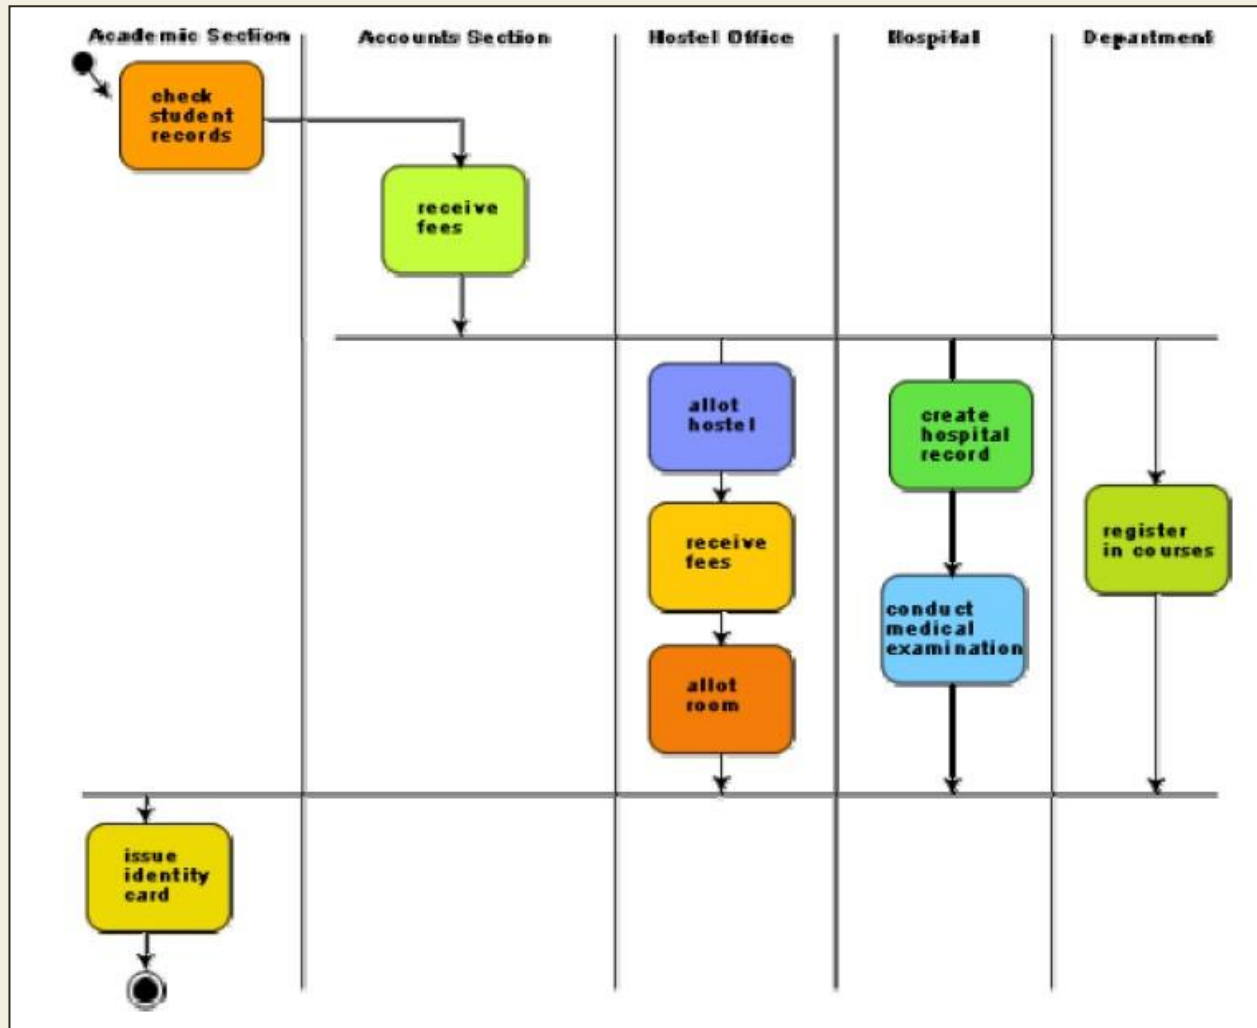 Academic Section
Accounts Section
Hostel Office
Hospital
Department
check
student
records
receive
fees
allot
hostel
create
hospital
record
receive
fees
register
in courses
conduct
medical
examination
allot
room
issue
identity
card